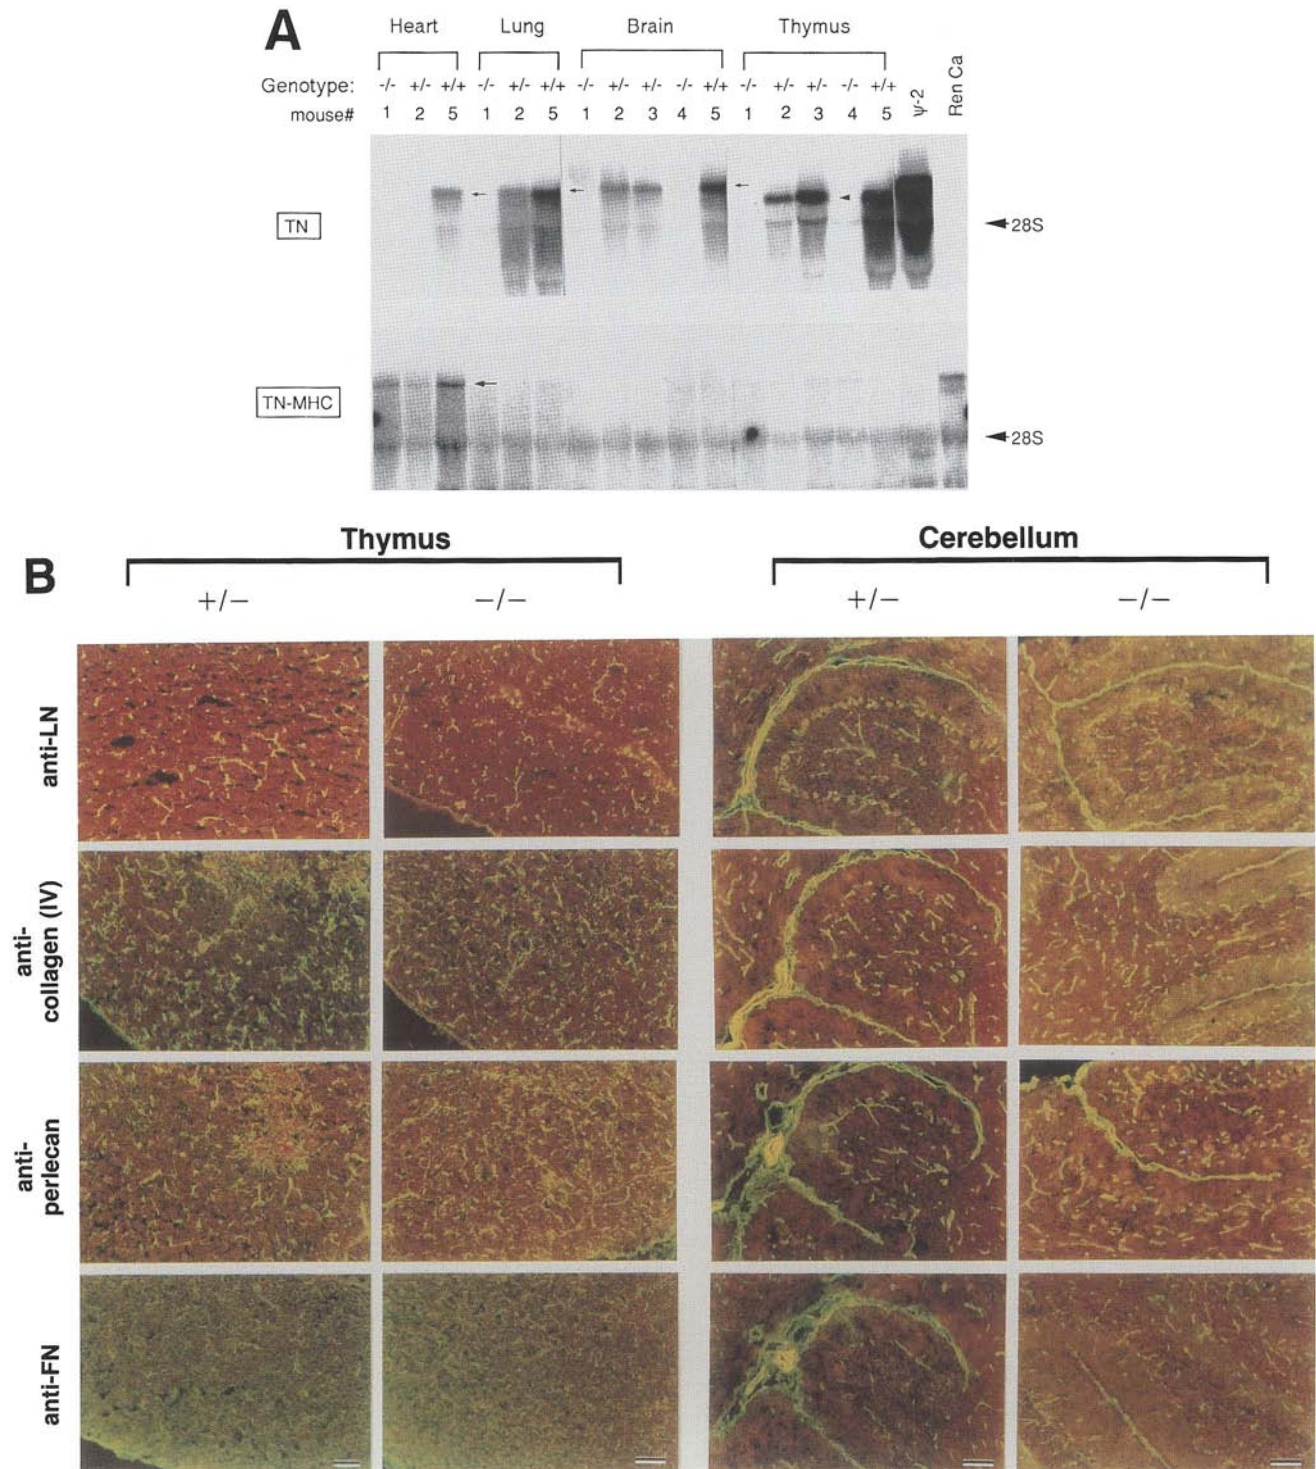 A
Heart Lung Brain Thymus
Genotype: -/- +/- +/+ -/- +/- +/+ -/- +/- +/- -/- +/+ -/- +/- +/- -/- +/+ ψ-2 Ren Ca
mouse# 1 2 5 1 2 5 1 2 3 4 5 1 2 3 4 5
TN
28S
TN-MHC
28S
B
Thymus Cerebellum
+/− −/− +/− −/−
anti-LN
anti-
collagen (IV)
anti-
perlecan
anti-FN